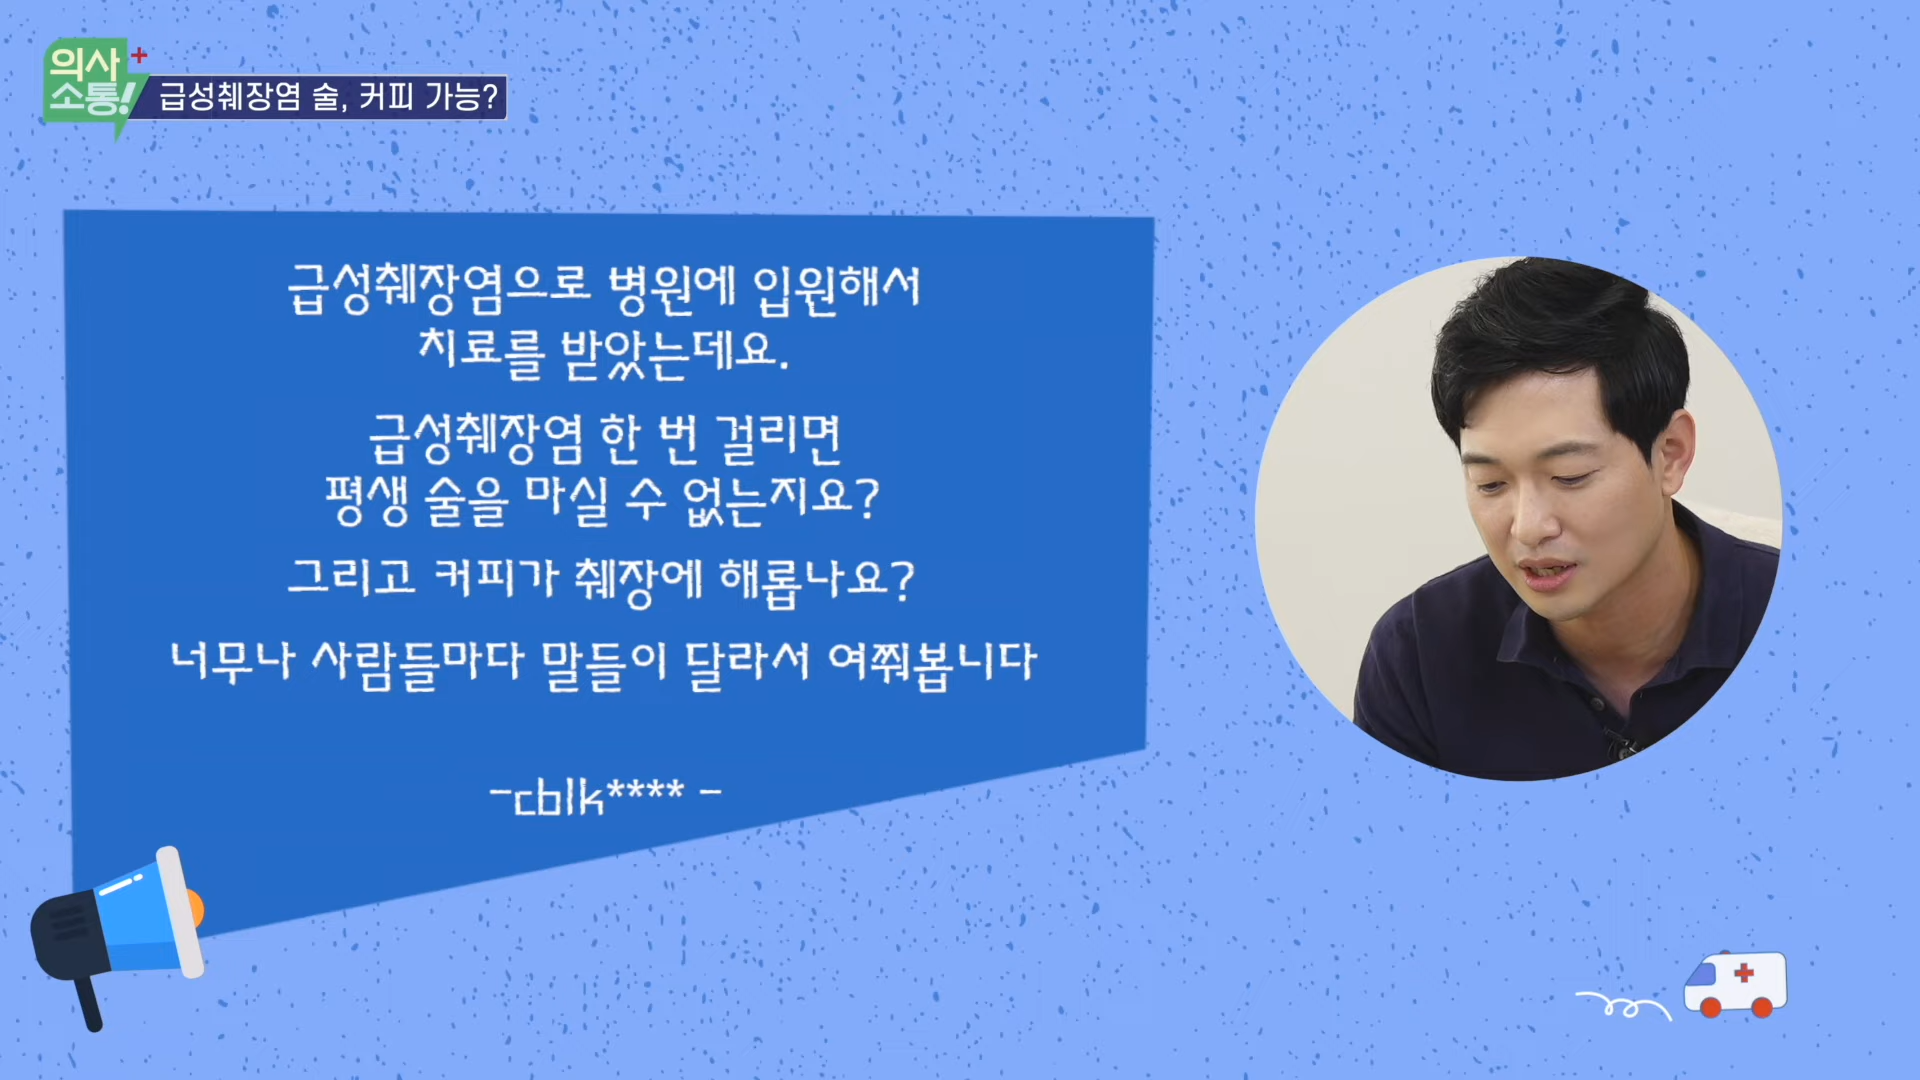 의사
소통!
급성췌장염 술, 커피 가능?
급성췌장염으로 병원에 입원해서
치료를 받았는데요.
급성췌장염 한 번 걸리면
평생 술을 마실 수 없는지요?
그리고 커피가 췌장에 해롭나요?
너무나 사람들마다 말들이 달라서 여쭤봅니다
-cblk**** -